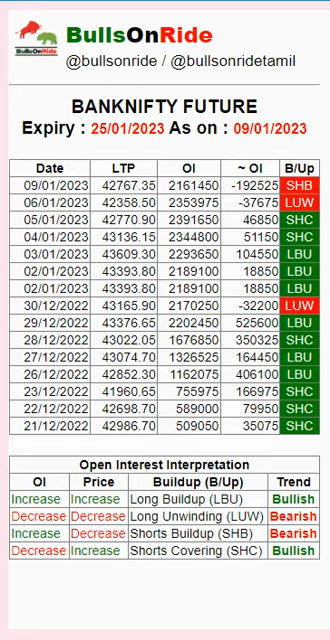 BullsOnRide
BullsOnRide
@bullsonride / @bullsonridetamil
BANKNIFTY FUTURE
Expiry : 25/01/2023 As on : 09/01/2023
Date LTP OI ~ OI B/Up
09/01/2023 42767.35 2161450 -192525 SHB
06/01/2023 42358.50 2353975 -37675 LUW
05/01/2023 42770.90 2391650 46850 SHC
04/01/2023 43136.15 2344800 51150 SHC
03/01/2023 43609.30 2293650 104550 LBU
02/01/2023 43393.80 2189100 18850 LBU
02/01/2023 43393.80 2189100 18850 LBU
30/12/2022 43165.90 2170250 -32200 LUW
29/12/2022 43376.65 2202450 525600 LBU
28/12/2022 43022.05 1676850 350325 SHC
27/12/2022 43074.70 1326525 164450 LBU
26/12/2022 42852.30 1162075 406100 LBU
23/12/2022 41960.65 755975 166975 SHC
22/12/2022 42698.70 589000 79950 SHC
21/12/2022 42986.70 509050 35075 SHC
Open Interest Interpretation
OI Price Buildup (B/Up) Trend
Increase Increase Long Buildup (LBU) Bullish
Decrease Decrease Long Unwinding (LUW) Bearish
Increase Decrease Shorts Buildup (SHB) Bearish
Decrease Increase Shorts Covering (SHC) Bullish